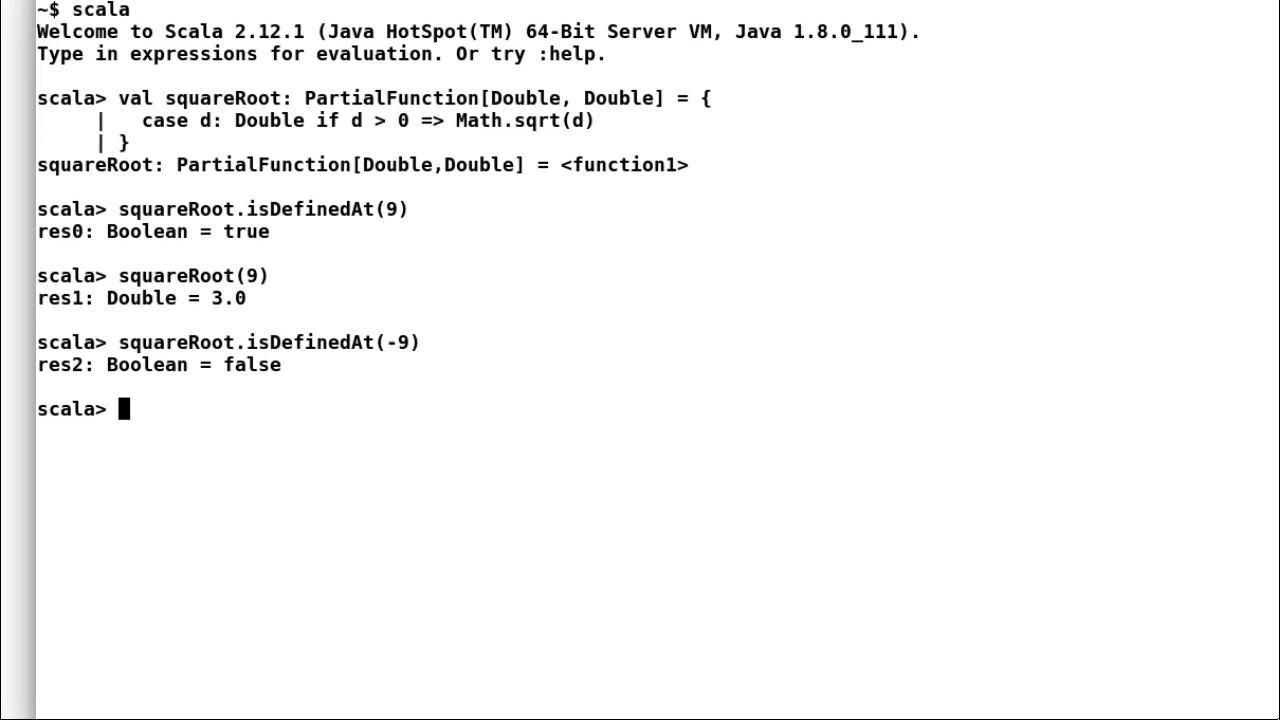 ~$ scala
Welcome to Scala 2.12.1 (Java HotSpot(TM) 64-Bit Server VM, Java 1.8.0_111).
Type in expressions for evaluation. Or try :help.
scala> val squareRoot: PartialFunction[Double, Double] = {
     |   case d: Double if d > 0 => Math.sqrt(d)
     | }
squareRoot: PartialFunction[Double,Double] = <function1>
scala> squareRoot.isDefinedAt(9)
res0: Boolean = true
scala> squareRoot(9)
res1: Double = 3.0
scala> squareRoot.isDefinedAt(-9)
res2: Boolean = false
scala>